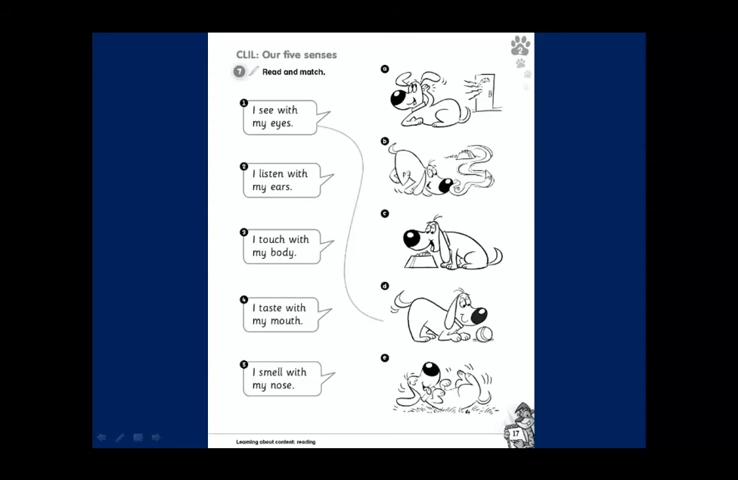 CLIL: Our five senses
2
7 Read and match.
1
I see with
my eyes.
2
I listen with
my ears.
3
I touch with
my body.
4
I taste with
my mouth.
5
I smell with
my nose.
a
b
c
d
e
Learning about content: reading
17